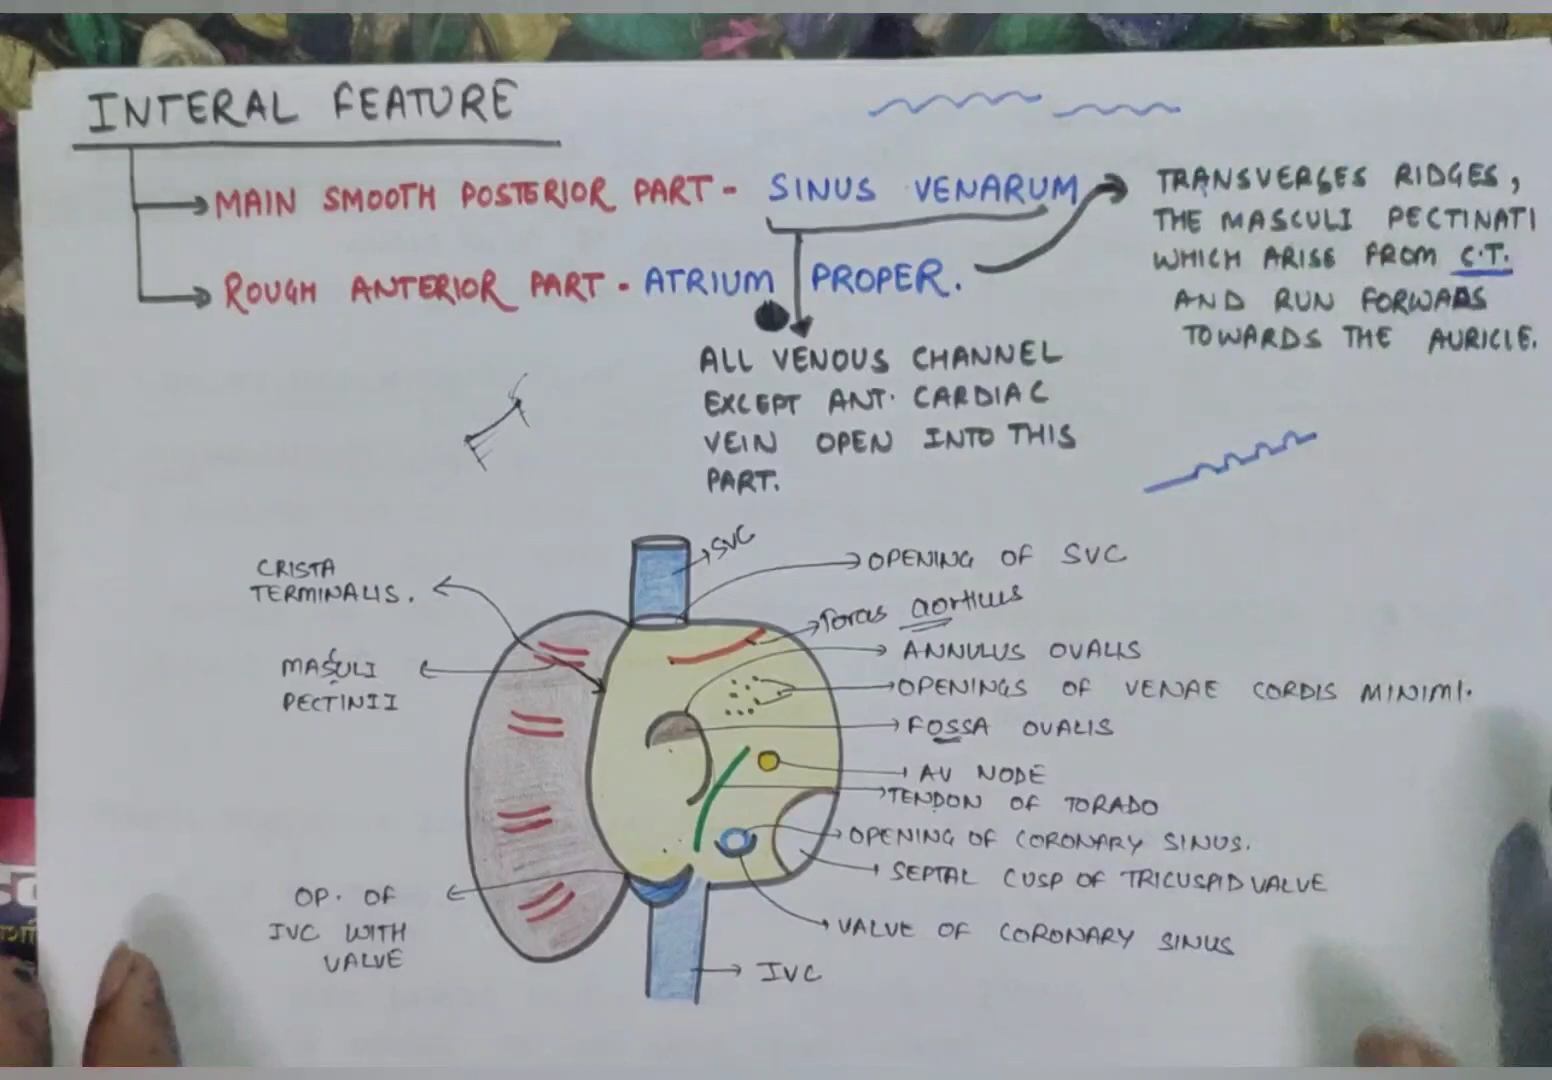 INTERAL FEATURE
MAIN SMOOTH POSTERIOR PART - SINUS VENARUM
ROUGH ANTERIOR PART - ATRIUM PROPER.
TRANSVERSES RIDGES,
THE MASCULI PECTINATI
WHICH ARISE FROM C.T.
AND RUN FORWADS
TOWARDS THE AURICLE.
ALL VENOUS CHANNEL
EXCEPT ANT. CARDIAC
VEIN OPEN INTO THIS
PART.
SVC
OPENING OF SVC
CRISTA
TERMINALIS.
Toras aorticus
ANNULUS OVALIS
MASULI
PECTINII
OPENINGS OF VENAE CORDIS MINIMI.
FOSSA OVALIS
AV NODE
TENDON OF TORADO
OPENING OF CORONARY SINUS.
SEPTAL CUSP OF TRICUSPID VALVE
OP. OF
IVC WITH
VALVE
VALVE OF CORONARY SINUS
IVC